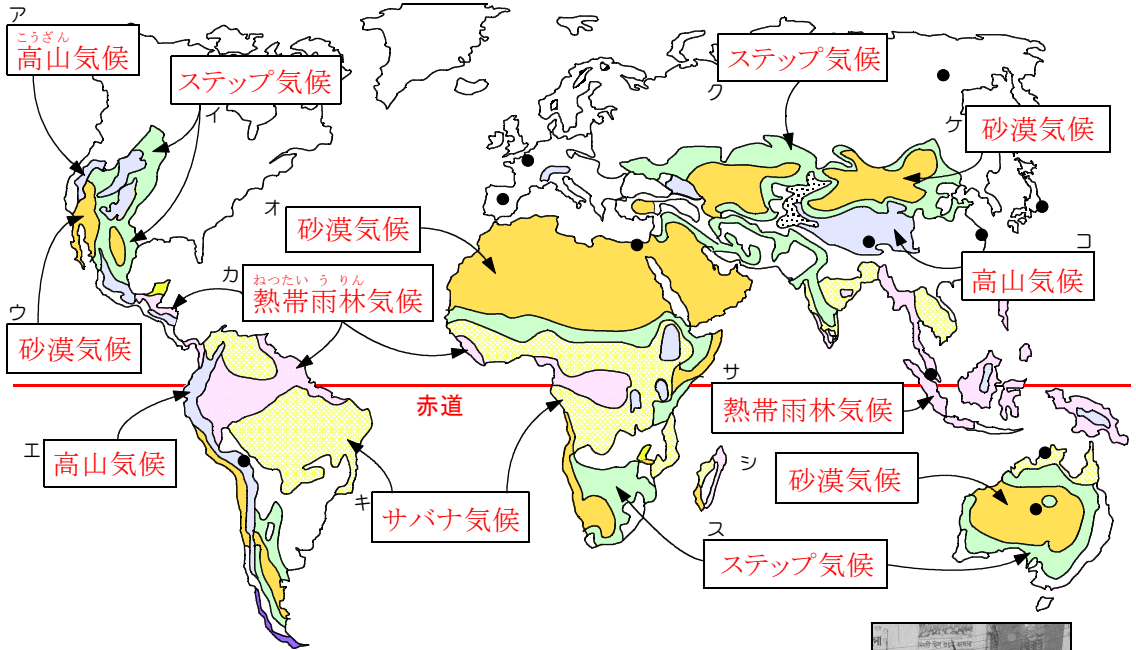 ア
こうざん
高山気候
ステップ気候
イ
ステップ気候
ク
ケ
砂漠気候
オ
砂漠気候
カ
ねつたい う りん
熱帯雨林気候
コ
高山気候
ウ
砂漠気候
赤道
サ
熱帯雨林気候
エ
高山気候
キ
サバナ気候
シ
砂漠気候
ス
ステップ気候